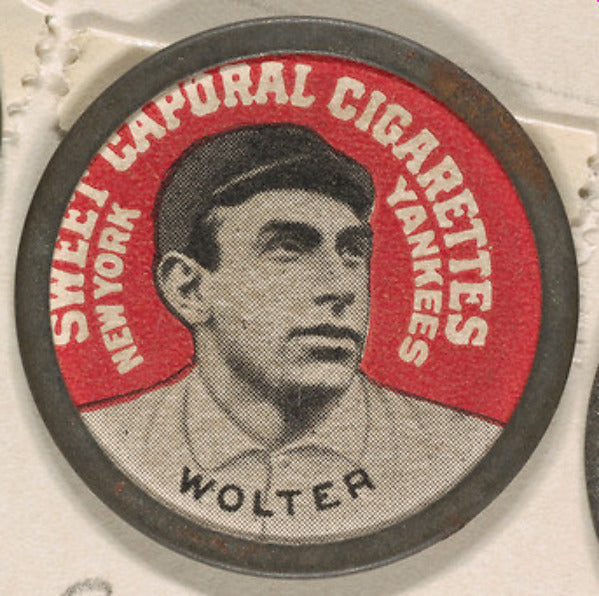 SWEET CAPORAL CIGARETTES
NEW YORK
YANKEES
WOLTER